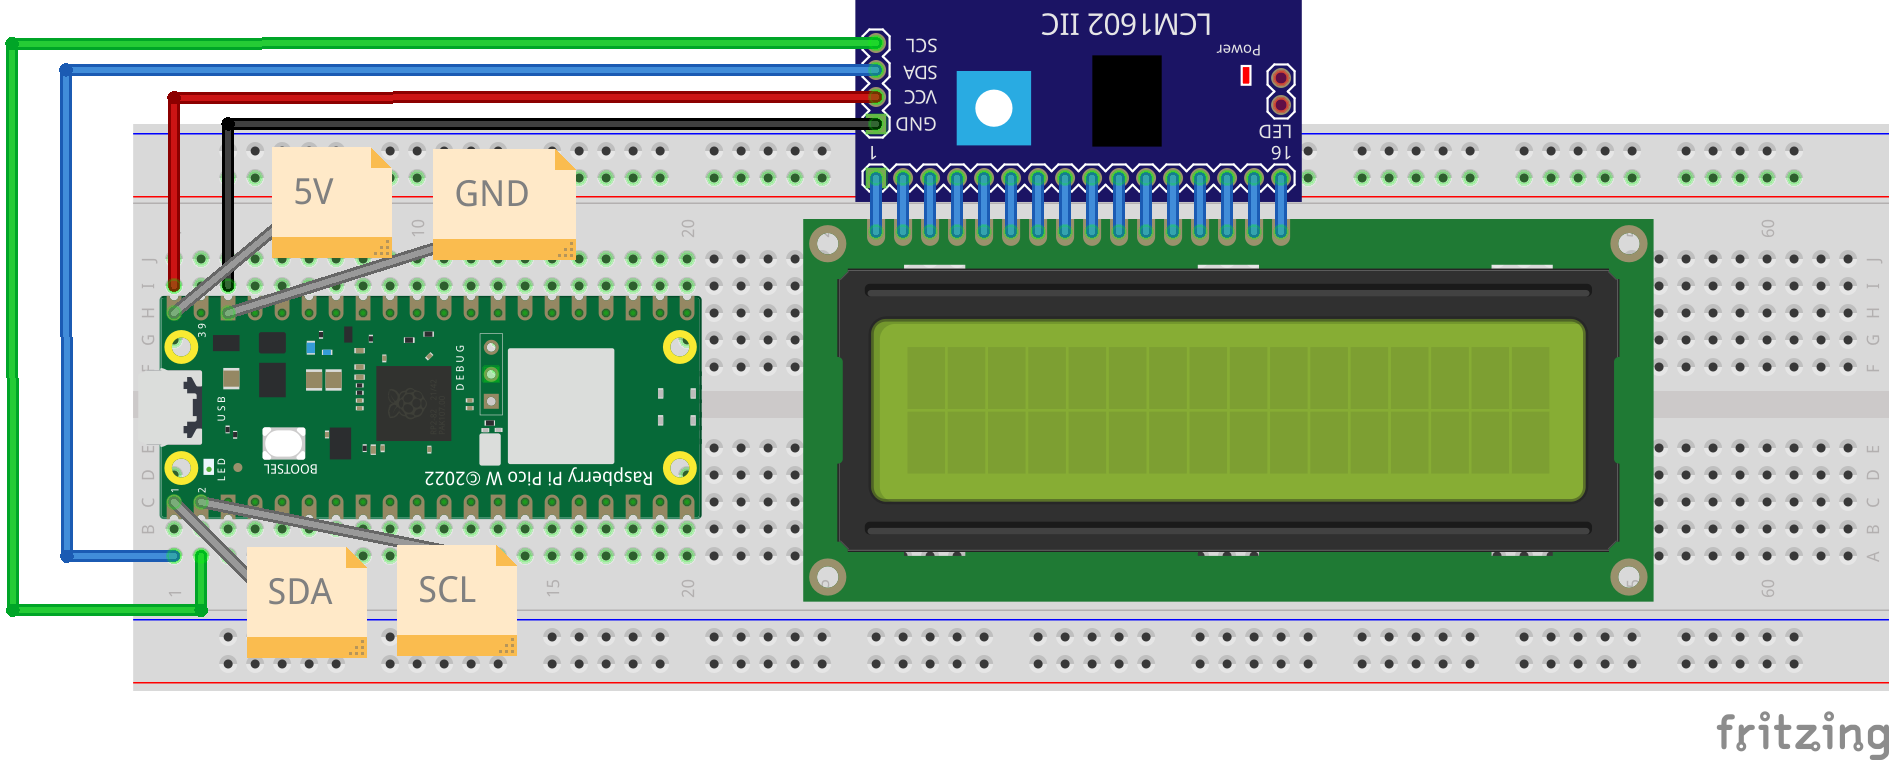 LCM1602 IIC
SCL
SDA
VCC
GND
Power
LED
1
16
5V
GND
10
20
60
J
I
H
G
F
J
I
H
G
F
39
DEBUG
USB
BOOTSEL
LED
Raspberry Pi Pico W ©2022
1
2
E
D
C
B
E
D
C
B
A
SDA
SCL
1
15
20
60
fritzing